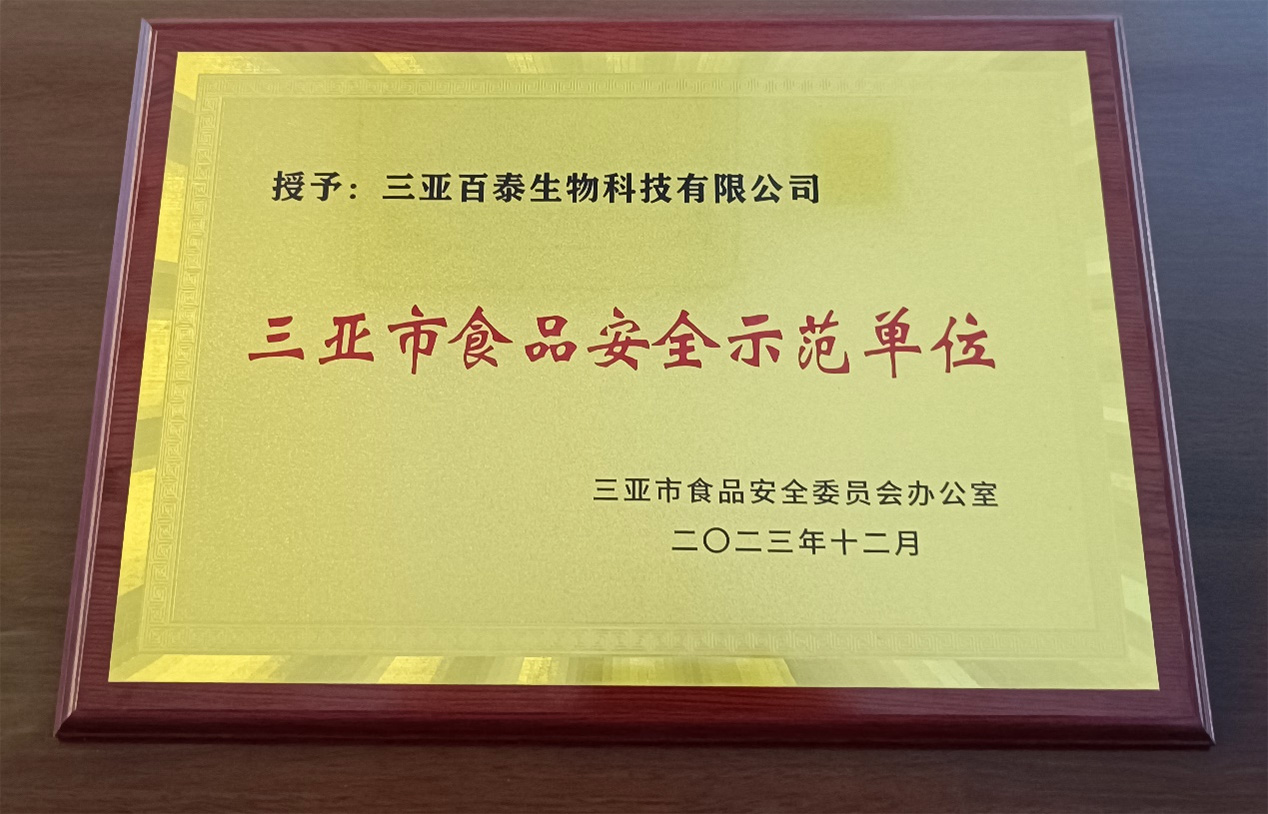 授予：三亚百泰生物科技有限公司
三亚市食品安全示范单位
三亚市食品安全委员会办公室
二〇二三年十二月